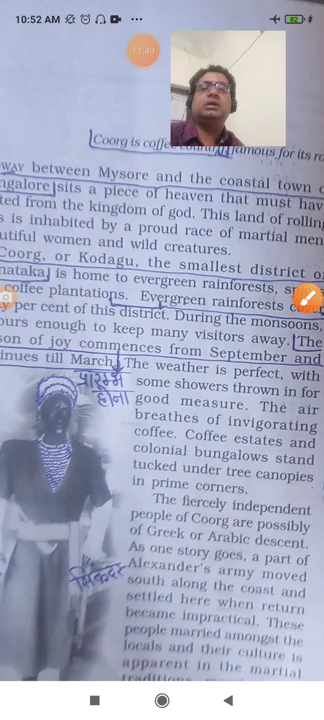 10:52 AM
82
11:49
Coorg is coffee country, famous for its ra
way between Mysore and the coastal town o
ngalore sits a piece of heaven that must hav
ted from the kingdom of god. This land of rolling
s is inhabited by a proud race of martial men
utiful women and wild creatures.
Coorg, or Kodagu, the smallest district of
nataka, is home to evergreen rainforests, sp
coffee plantations. Evergreen rainforests cover
y per cent of this district. During the monsoons,
ours enough to keep many visitors away. The
son of joy commences from September and
inues till March. The weather is perfect, with
प्रारम्भ some showers thrown in for
होना good measure. The air
breathes of invigorating
coffee. Coffee estates and
colonial bungalows stand
tucked under tree canopies
in prime corners.
The fiercely independent
people of Coorg are possibly
of Greek or Arabic descent.
As one story goes, a part of
सिकंदर Alexander's army moved
south along the coast and
settled here when return
became impractical. These
people married amongst the
locals and their culture is
apparent in the martial
traditions,